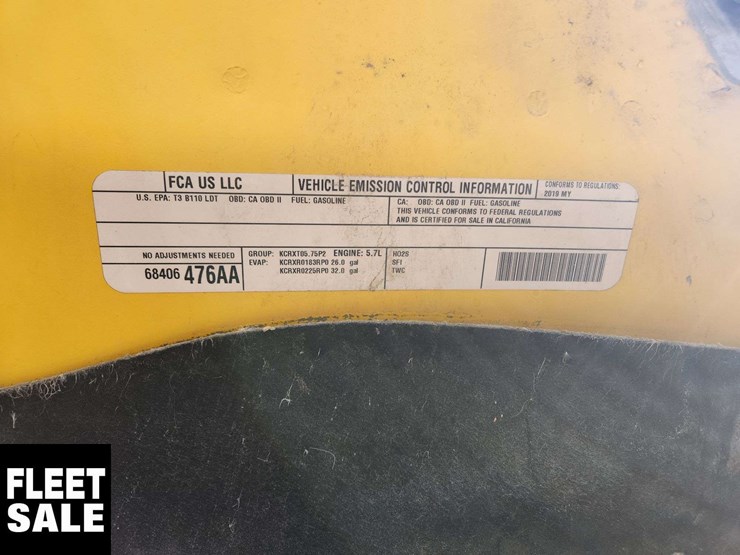 FCA US LLC
VEHICLE EMISSION CONTROL INFORMATION
CONFORMS TO REGULATIONS:
2019 MY
U.S. EPA: T3 B110 LDT OBD: CA OBD II FUEL: GASOLINE
CA: OBD: CA OBD II FUEL: GASOLINE
THIS VEHICLE CONFORMS TO FEDERAL REGULATIONS
AND IS CERTIFIED FOR SALE IN CALIFORNIA
NO ADJUSTMENTS NEEDED
68406 476AA
GROUP: KCRXT05.75P2 ENGINE: 5.7L
EVAP: KCRXR0183RP0 26.0 gal
KCRXR0225RP0 32.0 gal
HO2S
SFI
TWC
FLEET
SALE